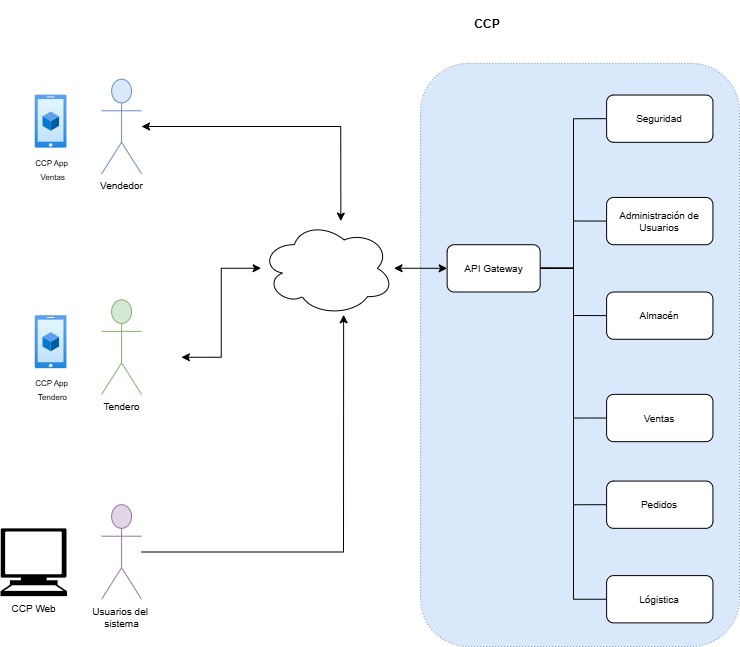 CCP
CCP App
Ventas
Vendedor
CCP App
Tendero
Tendero
CCP Web
Usuarios del
sistema
API Gateway
Seguridad
Administración de
Usuarios
Almacén
Ventas
Pedidos
Lógistica